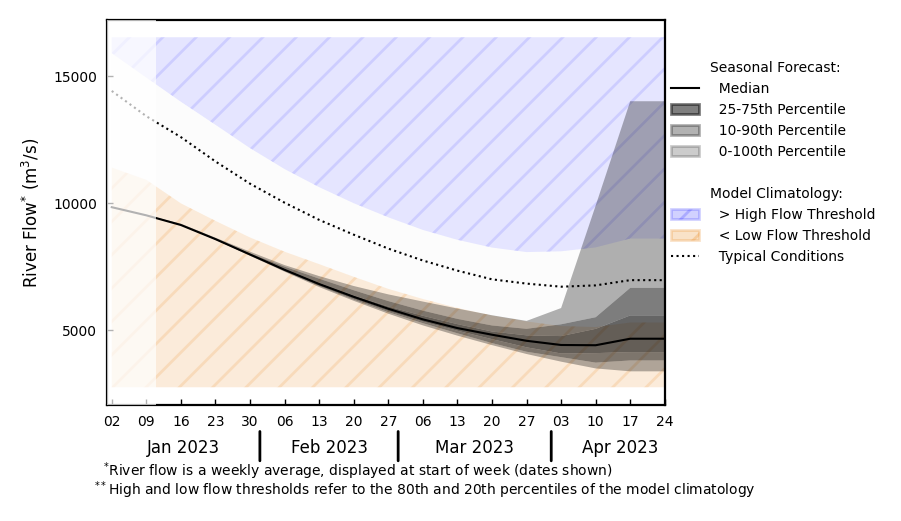 15000
10000
5000
River Flow* (m³/s)
02 09 16 23 30 06 13 20 27 06 13 20 27 03 10 17 24
Jan 2023 Feb 2023 Mar 2023 Apr 2023
Seasonal Forecast:
Median
25-75th Percentile
10-90th Percentile
0-100th Percentile
Model Climatology:
> High Flow Threshold
< Low Flow Threshold
Typical Conditions
*River flow is a weekly average, displayed at start of week (dates shown)
**High and low flow thresholds refer to the 80th and 20th percentiles of the model climatology